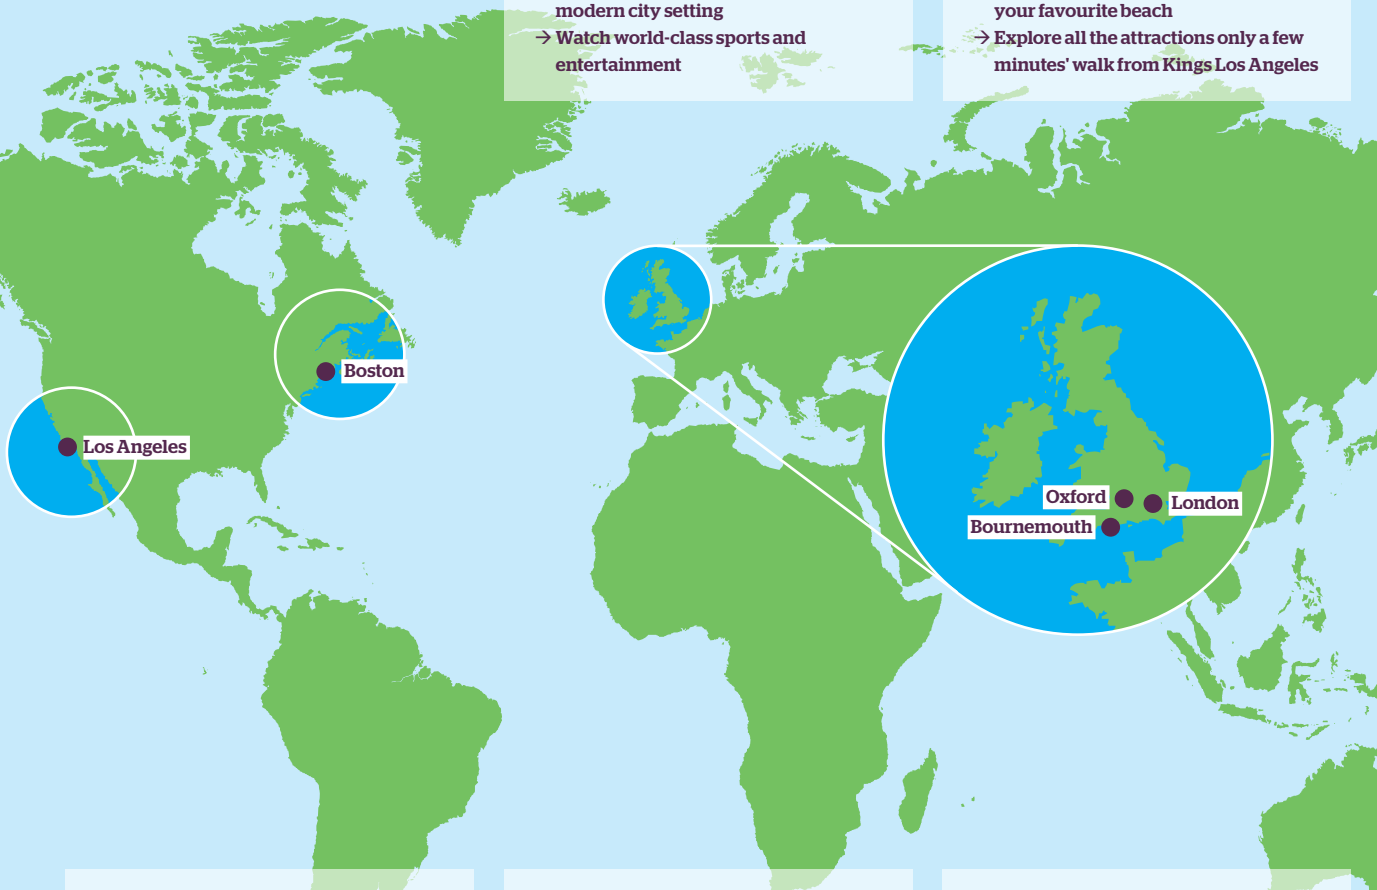 modern city setting
→ Watch world-class sports and
entertainment
your favourite beach
→ Explore all the attractions only a few
minutes' walk from Kings Los Angeles
Boston
Los Angeles
Oxford
London
Bournemouth